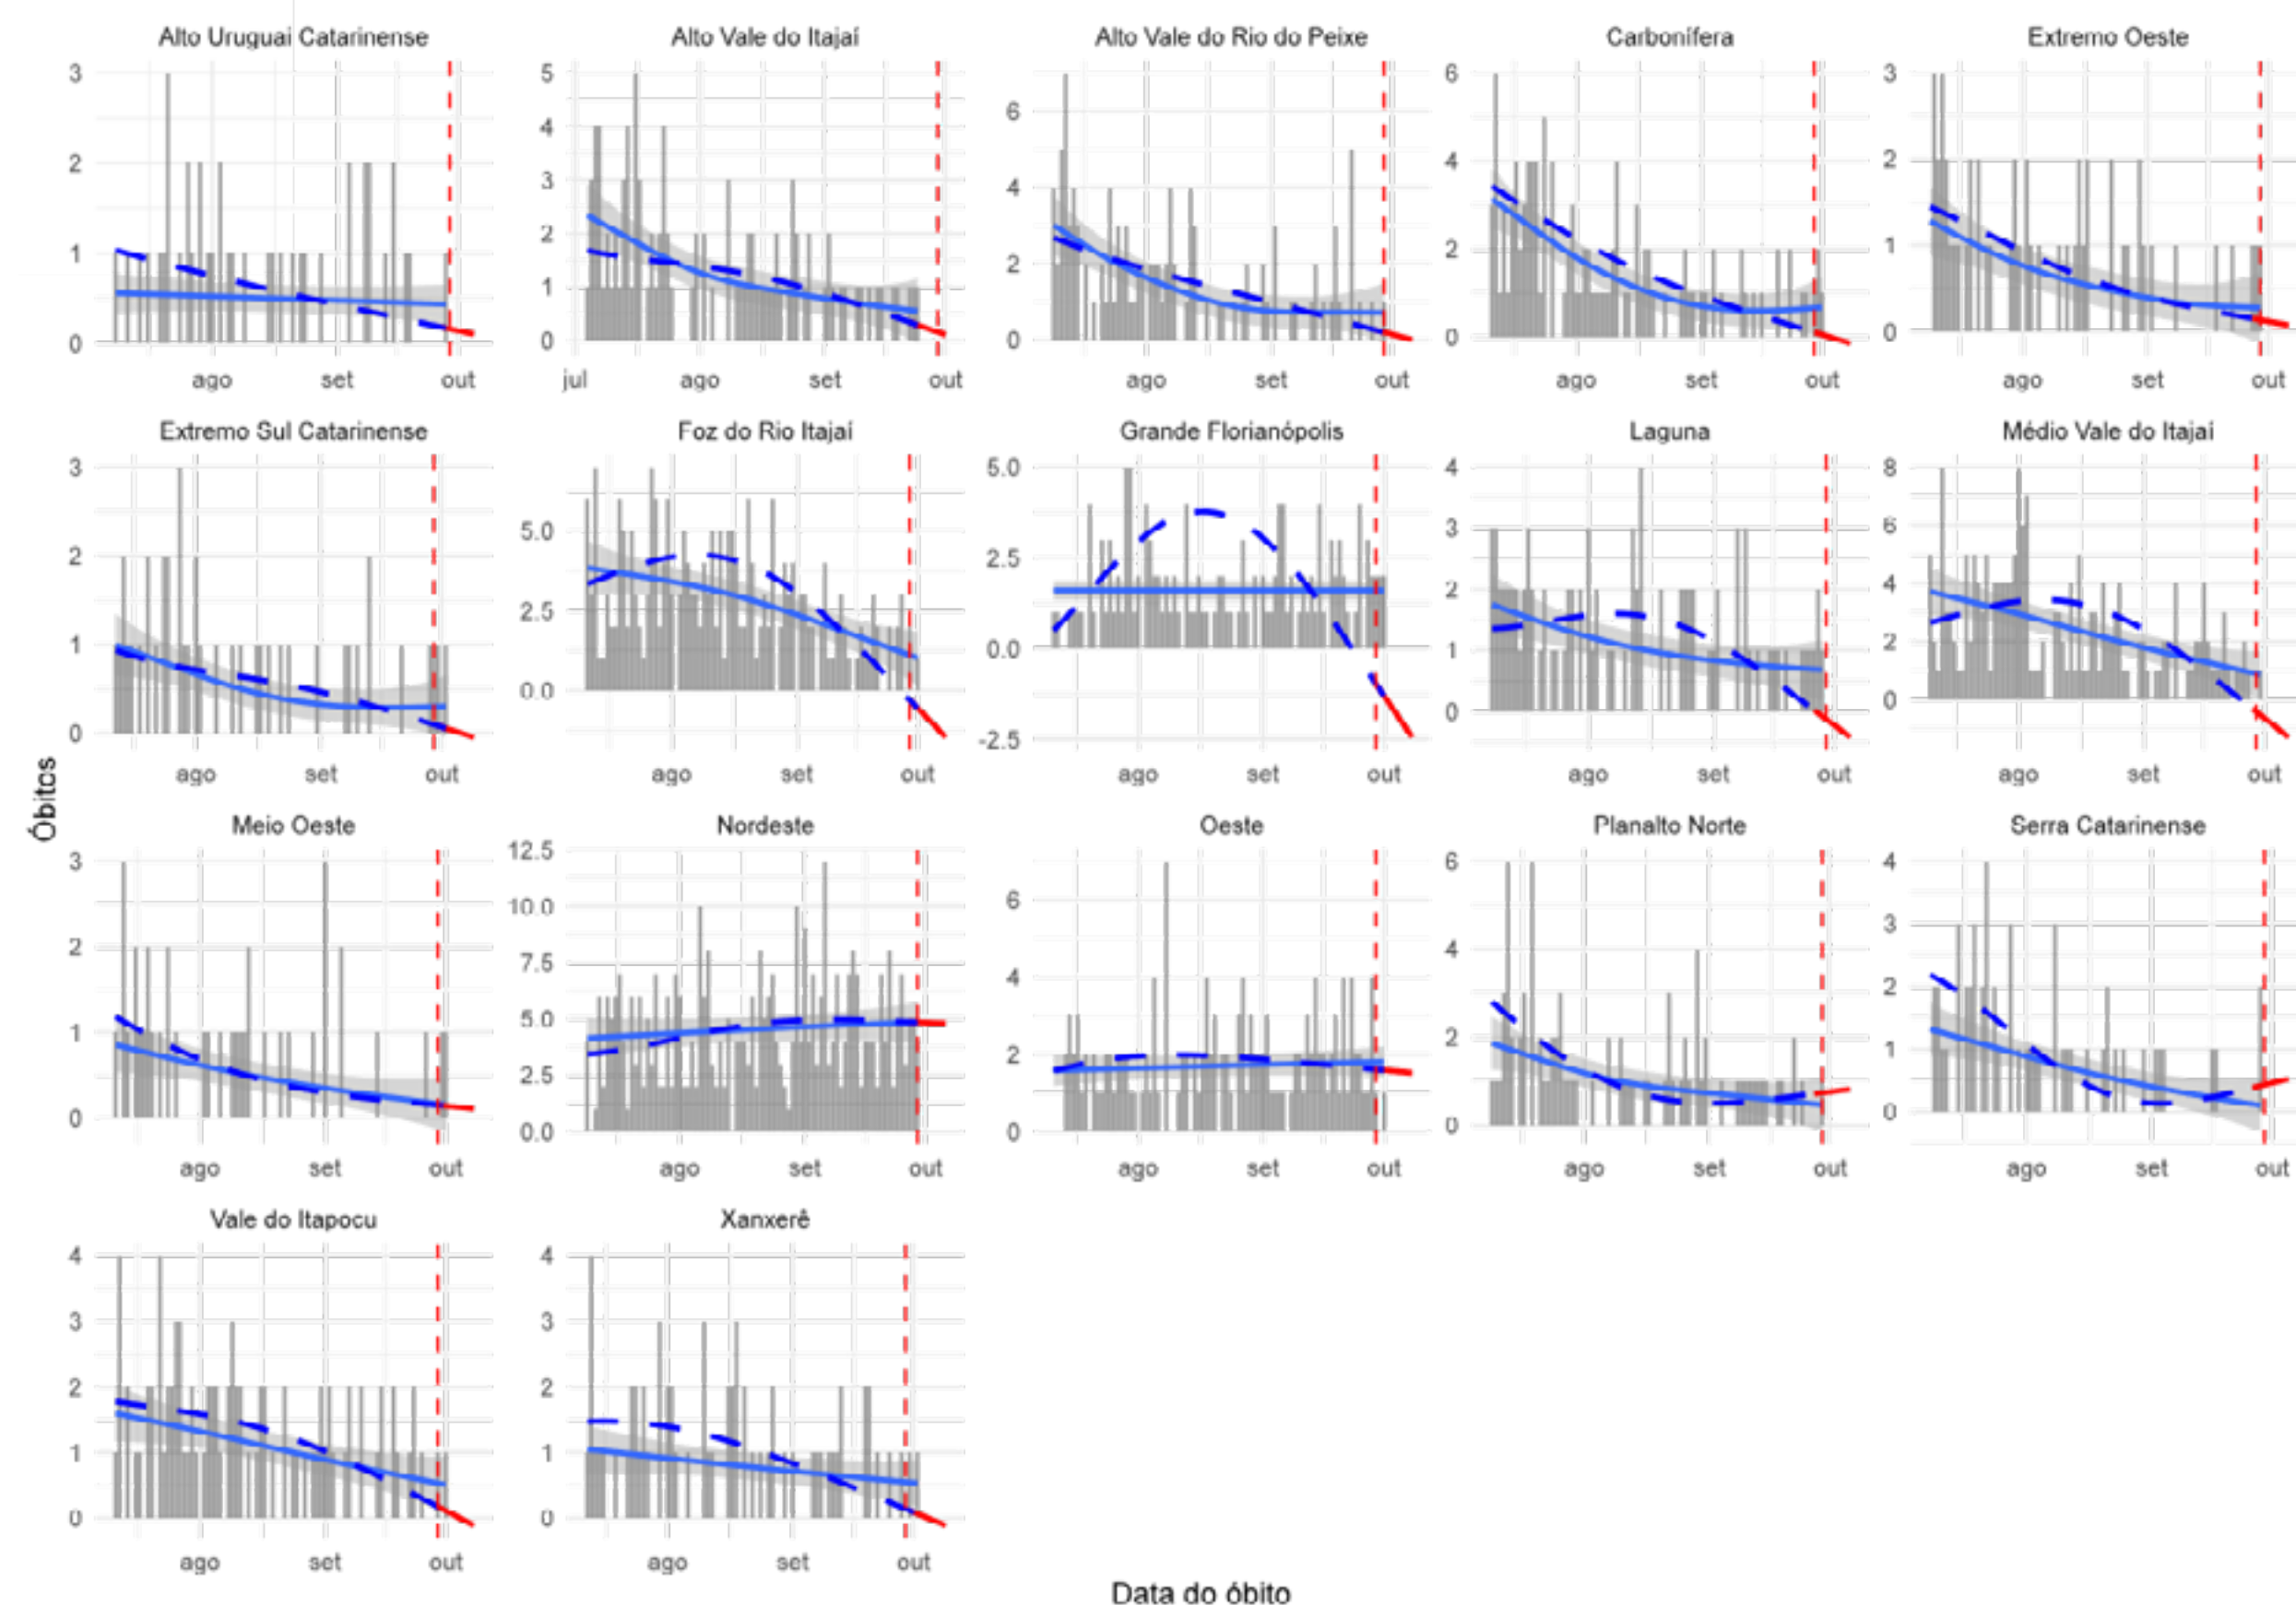 Alto Uruguai Catarinense
Alto Vale do Itajaí
Alto Vale do Rio do Peixe
Carbonífera
Extremo Oeste
3
2
1
0
ago
set
out
5
4
3
2
1
0
jul
ago
set
out
6
4
2
0
ago
set
out
6
4
2
0
ago
set
out
3
2
1
0
ago
set
out
Extremo Sul Catarinense
Foz do Rio Itajaí
Grande Florianópolis
Laguna
Médio Vale do Itajaí
3
2
1
0
ago
set
out
5.0
2.5
0.0
ago
set
out
5.0
2.5
0.0
-2.5
ago
set
out
4
3
2
1
0
ago
set
out
8
6
4
2
0
ago
set
out
Óbitos
Meio Oeste
Nordeste
Oeste
Planalto Norte
Serra Catarinense
3
2
1
0
ago
set
out
12.5
10.0
7.5
5.0
2.5
0.0
ago
set
out
6
4
2
0
ago
set
out
6
4
2
0
ago
set
out
4
3
2
1
0
ago
set
out
Vale do Itapocu
Xanxerê
4
3
2
1
0
ago
set
out
4
3
2
1
0
ago
set
out
Data do óbito